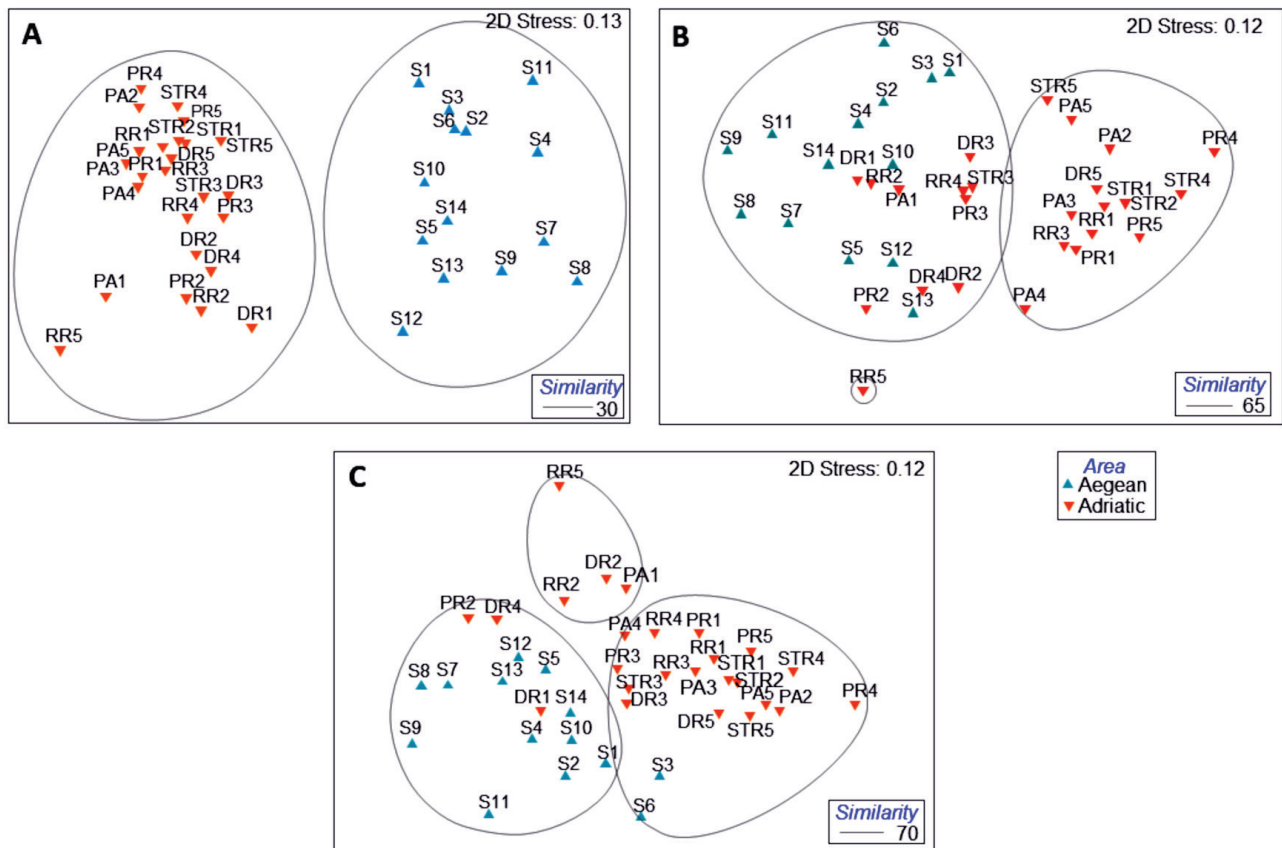 A
2D Stress: 0.13
PR4
PA2
STR4
PR5
RR1
STR2
STR1
PA5
DR5
STR5
PA3
PR1
RR3
PA4
STR3
DR3
RR4
PR3
DR2
DR4
PA1
PR2
RR2
DR1
RR5
S1
S11
S3
S6
S2
S4
S10
S14
S5
S7
S13
S9
S8
S12
Similarity
30
B
2D Stress: 0.12
S6
S3
S1
S2
S4
S11
S9
S14
DR1
S10
RR2
PA1
DR3
RR4
STR3
PR3
S8
S7
S5
S12
DR4
DR2
PR2
S13
RR5
STR5
PA5
PA2
PR4
DR5
STR1
STR4
STR2
PA3
RR1
PR5
RR3
PR1
PA4
Similarity
65
C
2D Stress: 0.12
RR5
DR2
PA1
RR2
PR2
DR4
S12
S8
S7
S13
S5
DR1
S14
S9
S4
S10
S2
S1
S11
PA4
RR4
PR1
PR5
PR3
RR3
RR1
STR1
STR4
STR3
PA3
STR2
DR3
PA5
PA2
PR4
DR5
STR5
S3
S6
Similarity
70
Area
Aegean
Adriatic